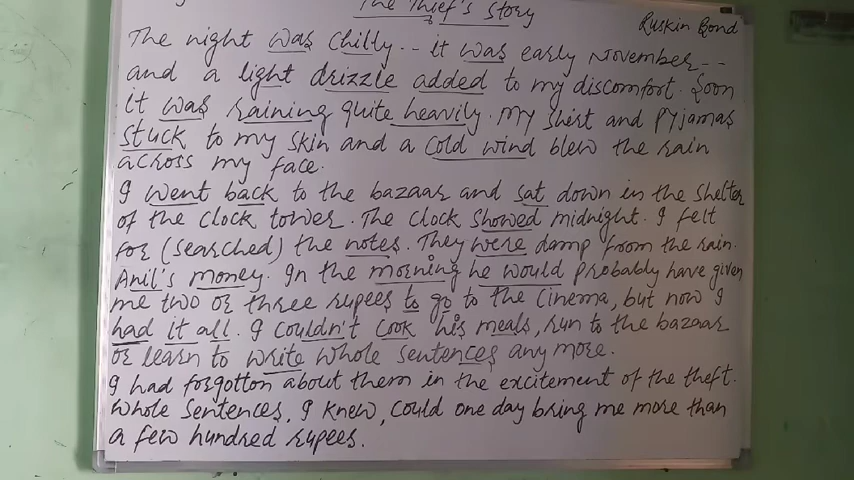 The Thief's Story
Ruskin Bond
The night was chilly -- it was early November --
and a light drizzle added to my discomfort. Soon
it was raining quite heavily. My shirt and pyjamas
stuck to my skin and a cold wind blew the rain
across my face.
I went back to the bazaar and sat down in the shelter
of the clock tower. The clock showed midnight. I felt
for (searched) the notes. They were damp from the rain.
Anil's money. In the morning he would probably have given
me two or three rupees to go to the cinema, but now I
had it all. I couldn't cook his meals, run to the bazaar
or learn to write whole sentences any more.
I had forgotton about them in the excitement of the theft.
Whole sentences, I knew, could one day bring me more than
a few hundred rupees.